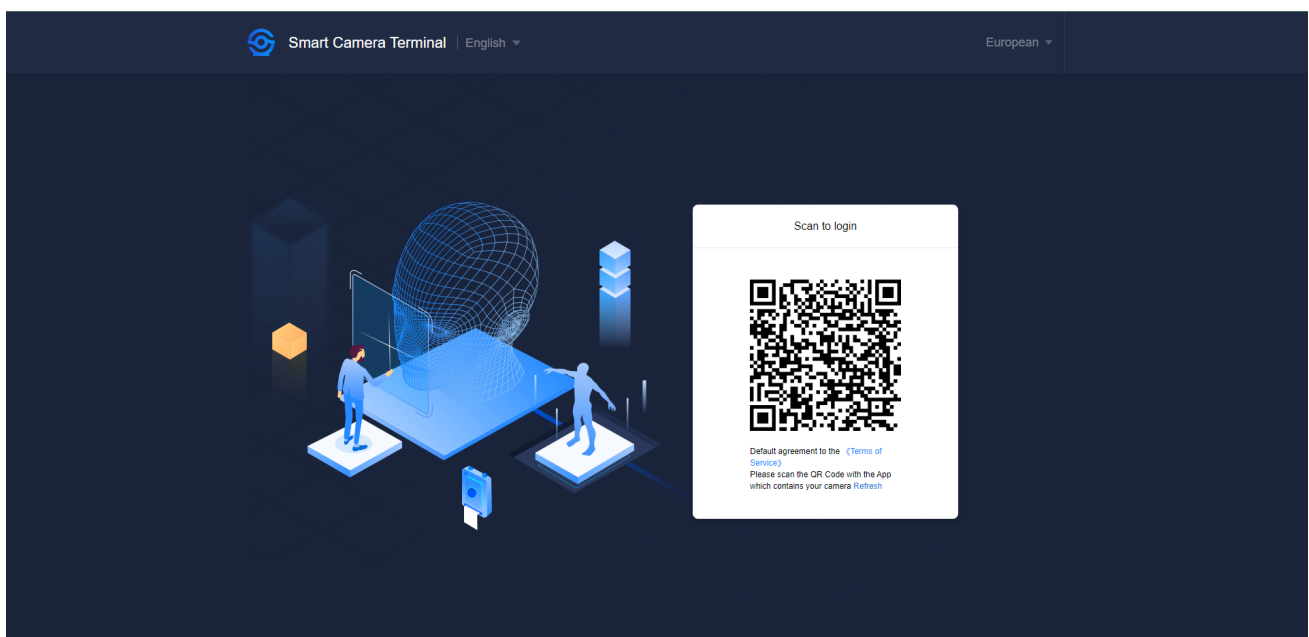 Smart Camera Terminal
English
European
Scan to login
Default agreement to the 《Terms of
Service》
Please scan the QR Code with the App
which contains your camera Refresh